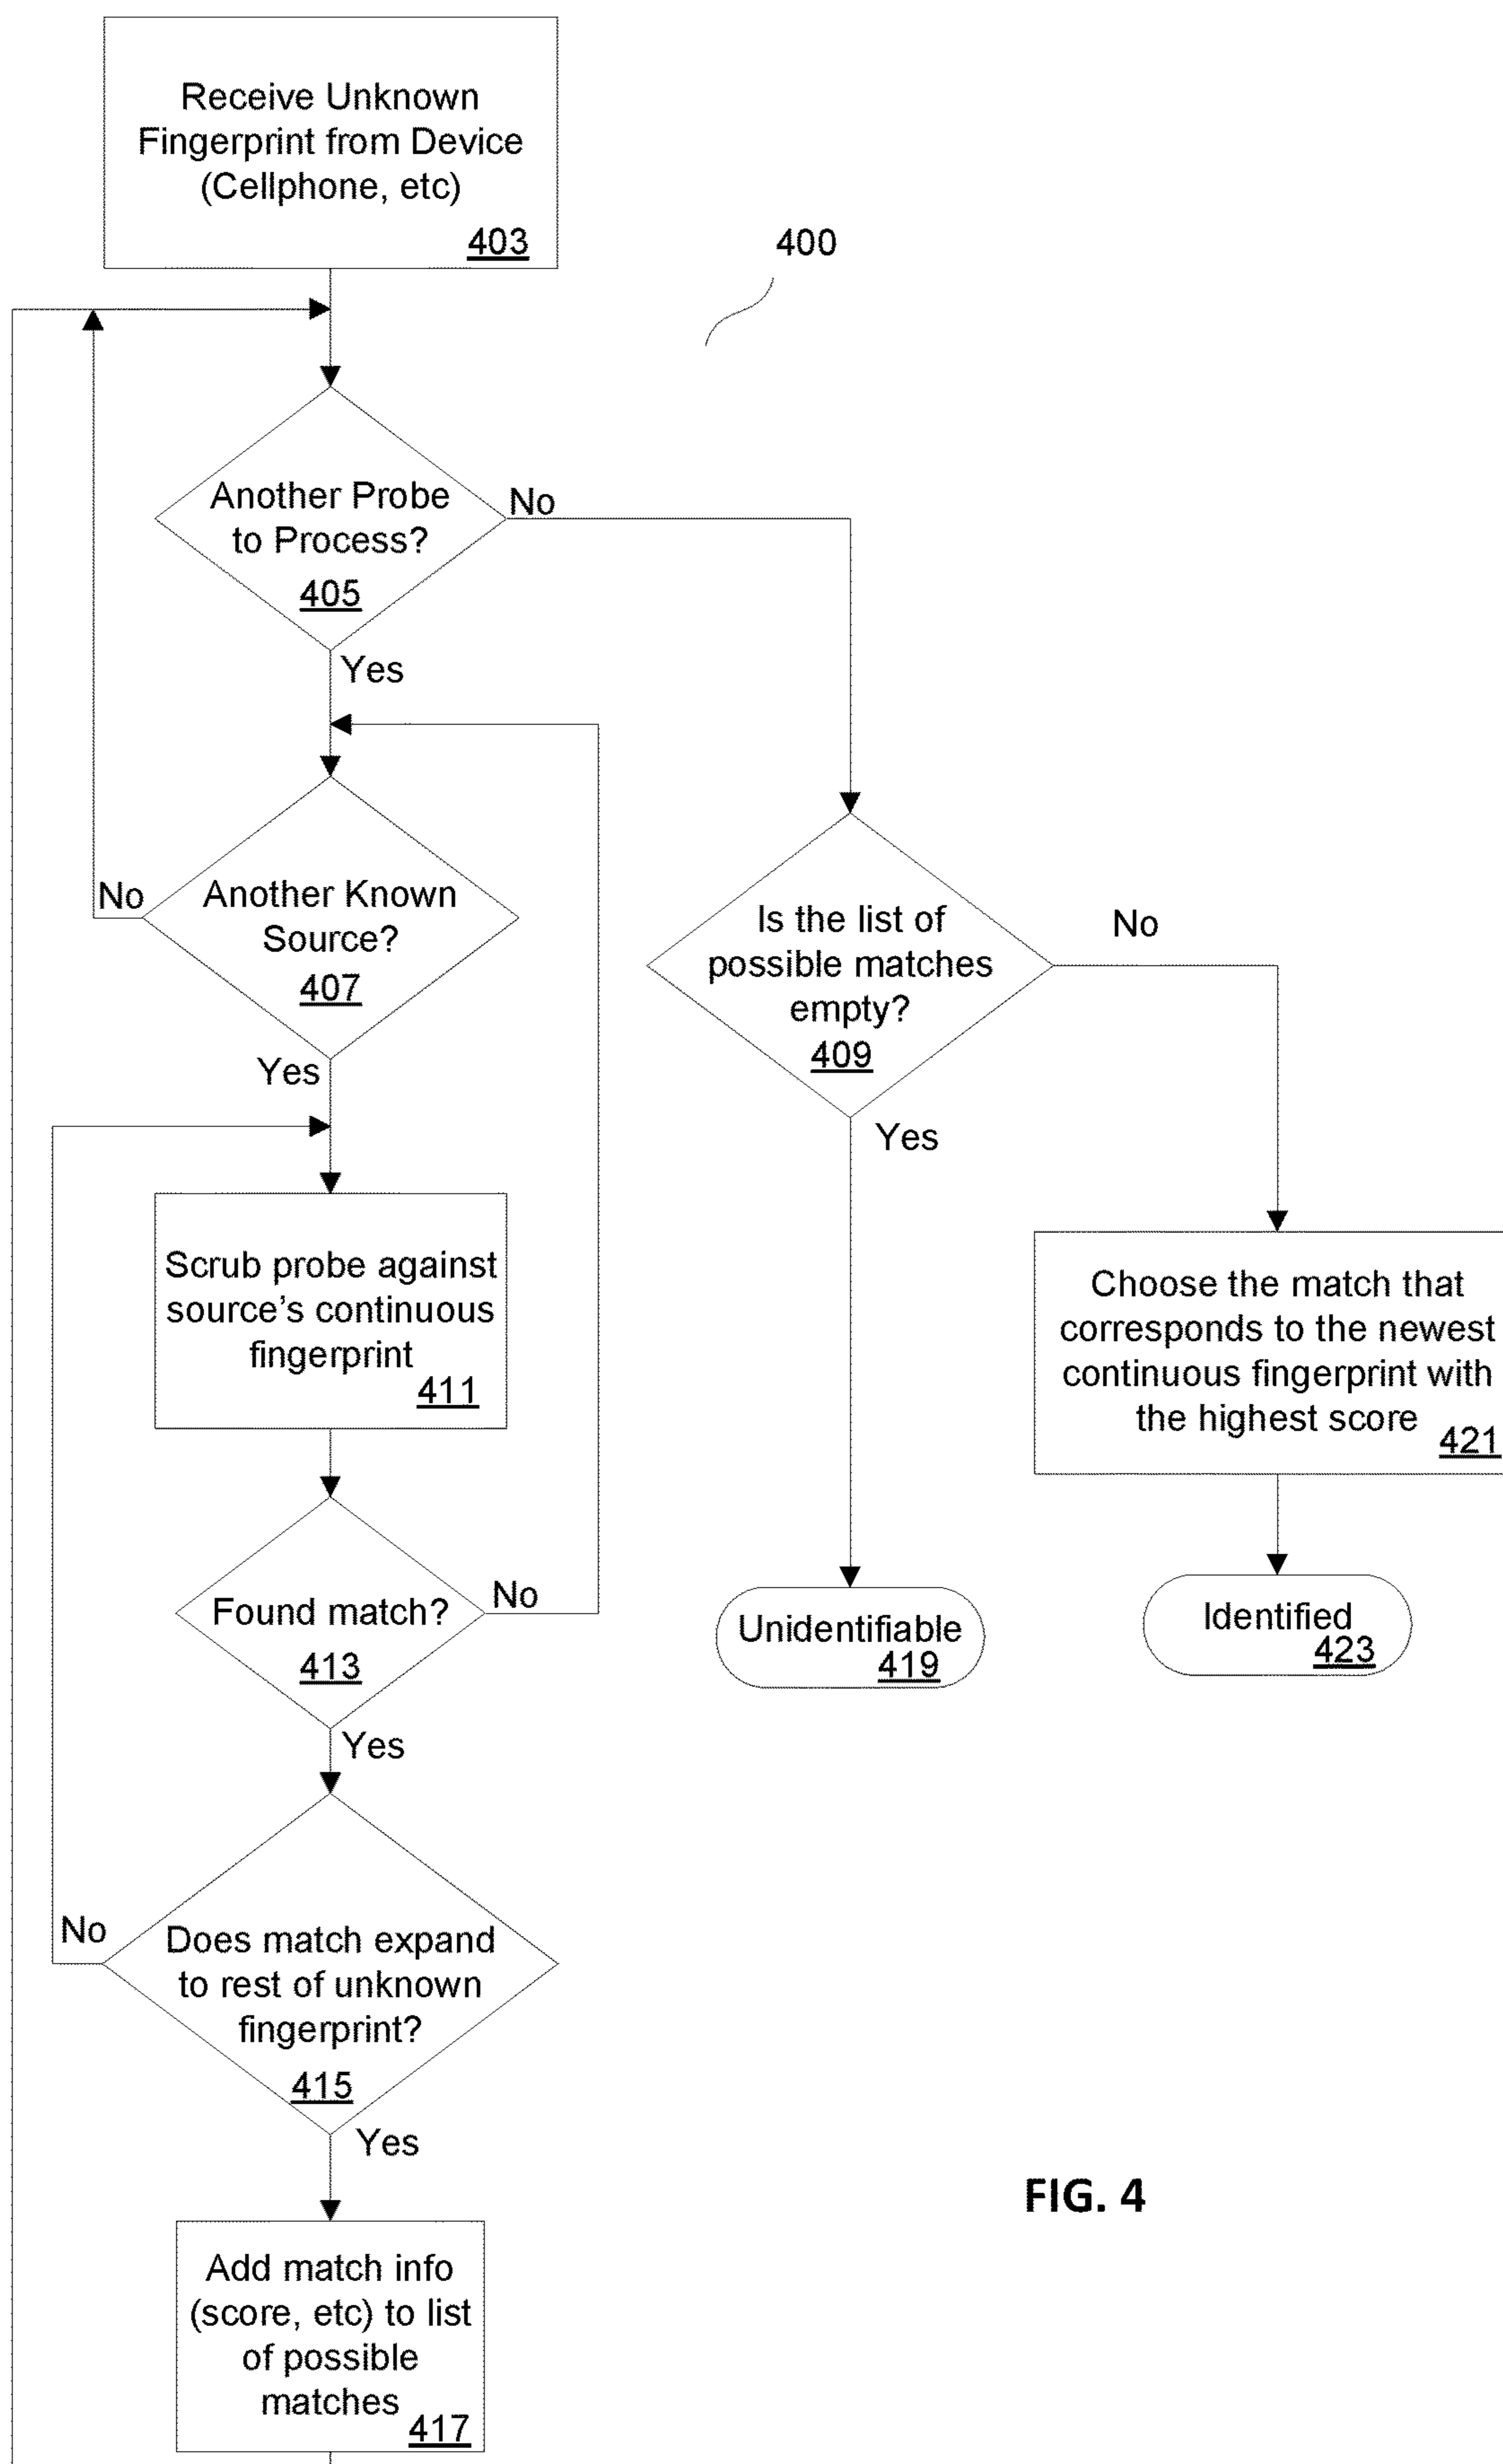 Receive Unknown
Fingerprint from Device
(Cellphone, etc)
403
400
Another Probe
to Process?
405
No
Yes
Another Known
Source?
407
No
Yes
Is the list of
possible matches
empty?
409
No
Yes
Scrub probe against
source's continuous
fingerprint
411
Choose the match that
corresponds to the newest
continuous fingerprint with
the highest score
421
Found match?
413
No
Yes
Unidentifiable
419
Identified
423
Does match expand
to rest of unknown
fingerprint?
415
No
Yes
Add match info
(score, etc) to list
of possible
matches
417
FIG. 4